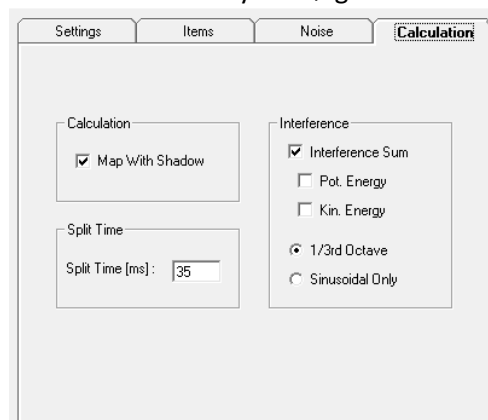 Settings
Items
Noise
Calculation
Calculation
Map With Shadow
Split Time
Split Time [ms] : 35
Interference
Interference Sum
Pot. Energy
Kin. Energy
1/3rd Octave
Sinusoidal Only